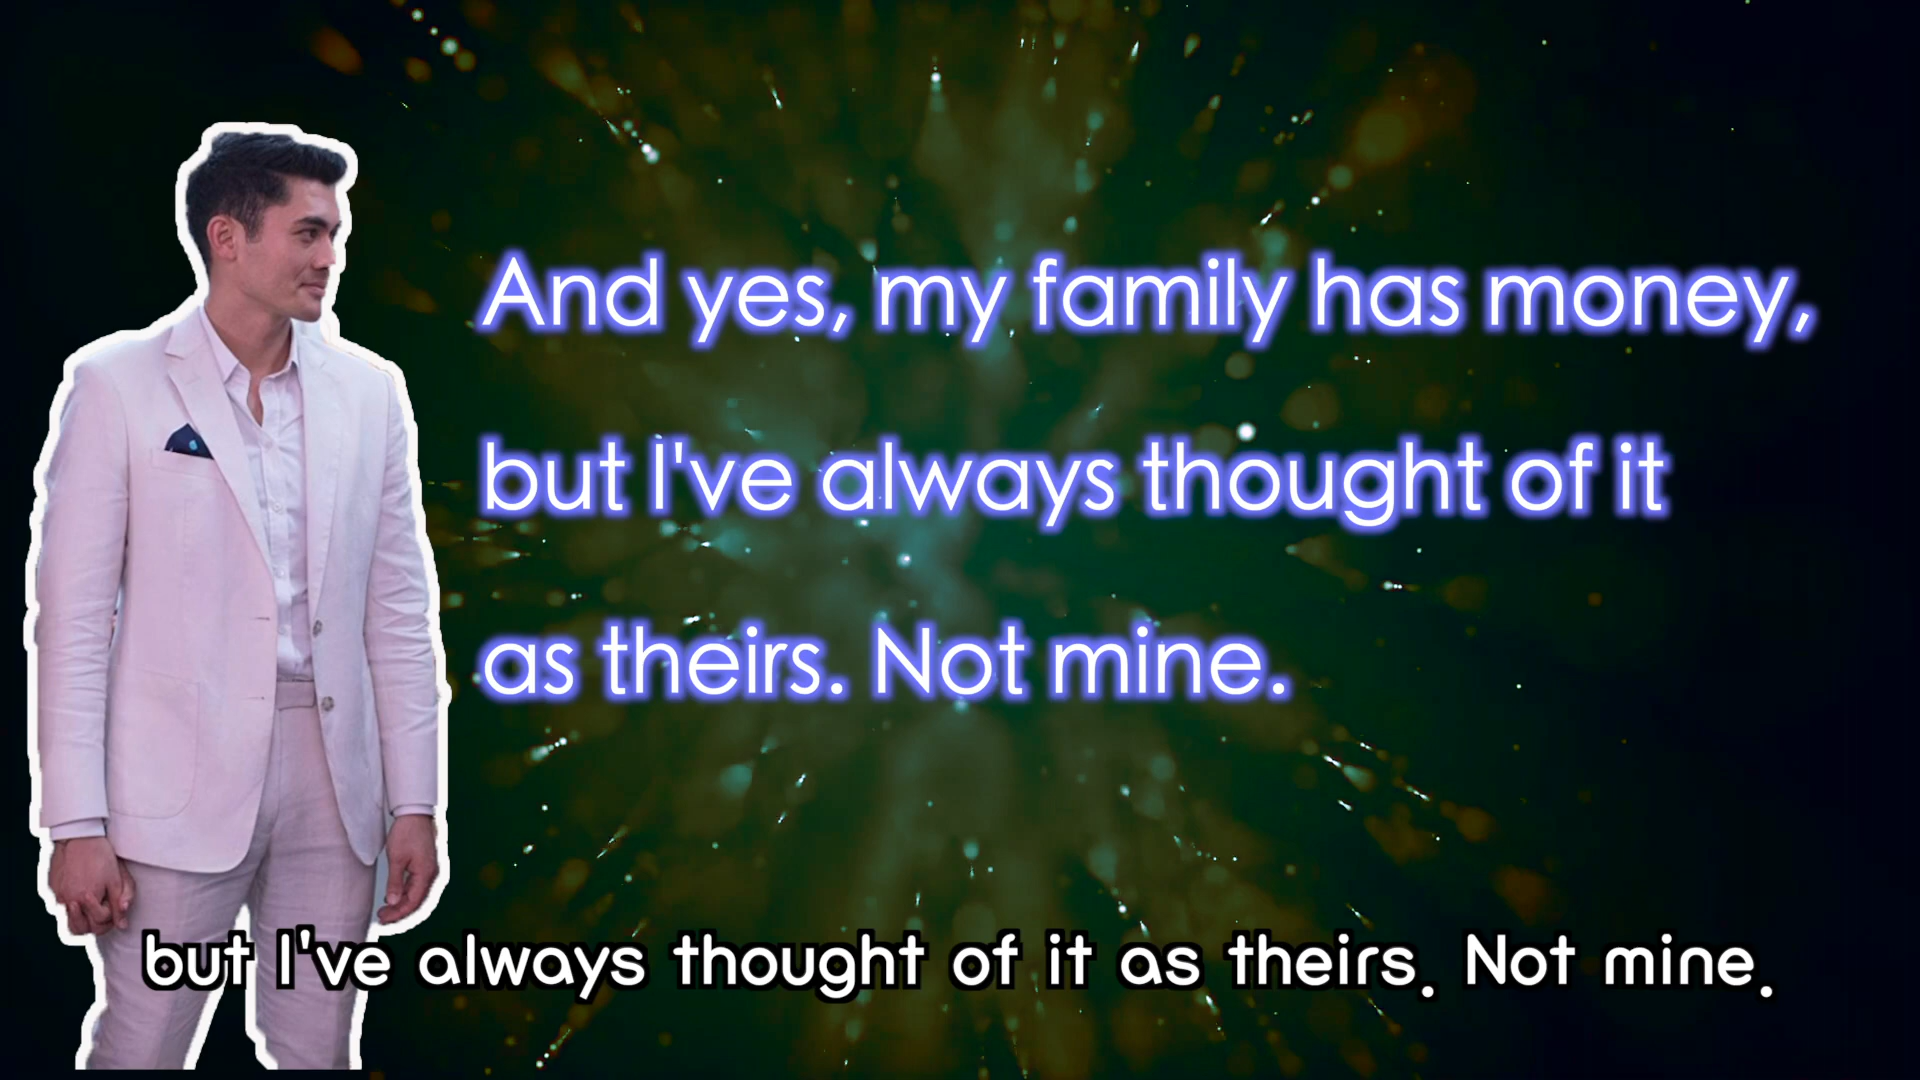 And yes, my family has money,
but I've always thought of it
as theirs. Not mine.
but I've always thought of it as theirs. Not mine.